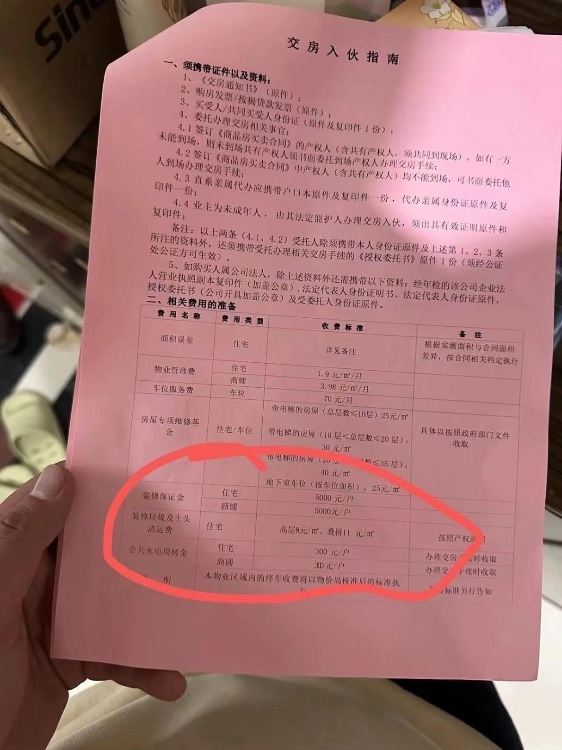 Sin
交房入伙指南
一、须携带证件以及资料：
1、《交房通知书》（原件）；
2、购房发票/按揭贷款发票（原件）；
3、买受人/共同买受人身份证（原件及复印件1份）；
4、委托办理交房相关事宜：
4.1签订《商品房买卖合同》的产权人（含共有产权人，须共同到现场），如有一方
未能到场，则未到场共有产权人须书面委托到场产权人办理交房手续；
4.2签订《商品房买卖合同》中产权人（含共有产权人）均不能到场，可书面委托他
人到场办理交房手续；
4.3直系亲属代办应携带户口本原件及复印件一份，代办亲属身份证原件及复
印件一份；
4.4业主为未成年人，由其法定监护人办理交房入伙，须出具有效证明原件和
复印件；
备注：以上两条（4.1、4.2）受托人除须携带本人身份证原件及上述第1、2、3条
所注的资料外，还须携带受托办理相关交房手续的《授权委托书》原件1份（须经公证
处公证方可生效）。
5、如购买人属公司法人，除上述资料外还需携带以下资料：经年检的该公司企业法
人营业执照副本复印件（加盖公章）、法定代表人身份证明书、法定代表人身份证原件，
授权委托书（公司开具加盖公章）及受委托人身份证原件。
二、相关费用的准备
费用名称 费用类型 收费标准 备注
面积误差 住宅 详见备注 根据实测面积与合同面积
差异，按合同相关约定执行
物业管理费 住宅 1.9元/㎡/月
商铺 3.98元/㎡/月
车位服务费 车位 70元/月
房屋专项维修基
金 住宅/车位 带电梯的房屋（总层数≤10层）25元/㎡
带电梯的房屋（10层＜总层数≤20层）：
30元/㎡ 具体以按照政府部门文件
收取
带电梯的房屋 层 ≤35层）：
40元/㎡
地下室车位（按车位面积）：25元/㎡
装修保证金 住宅 5000元/户
商铺 5000元/户
装修垃圾及土头
清运费 住宅 高层8元/㎡、叠拼11元/㎡ 按照产权
公共水电周转金 住宅 300元/户 办理交房 续时收取
商铺 300元/户 办理交房 续时收取
则 本物业区域内的停车收费将以物价局核准后的标准执
标准另行告知